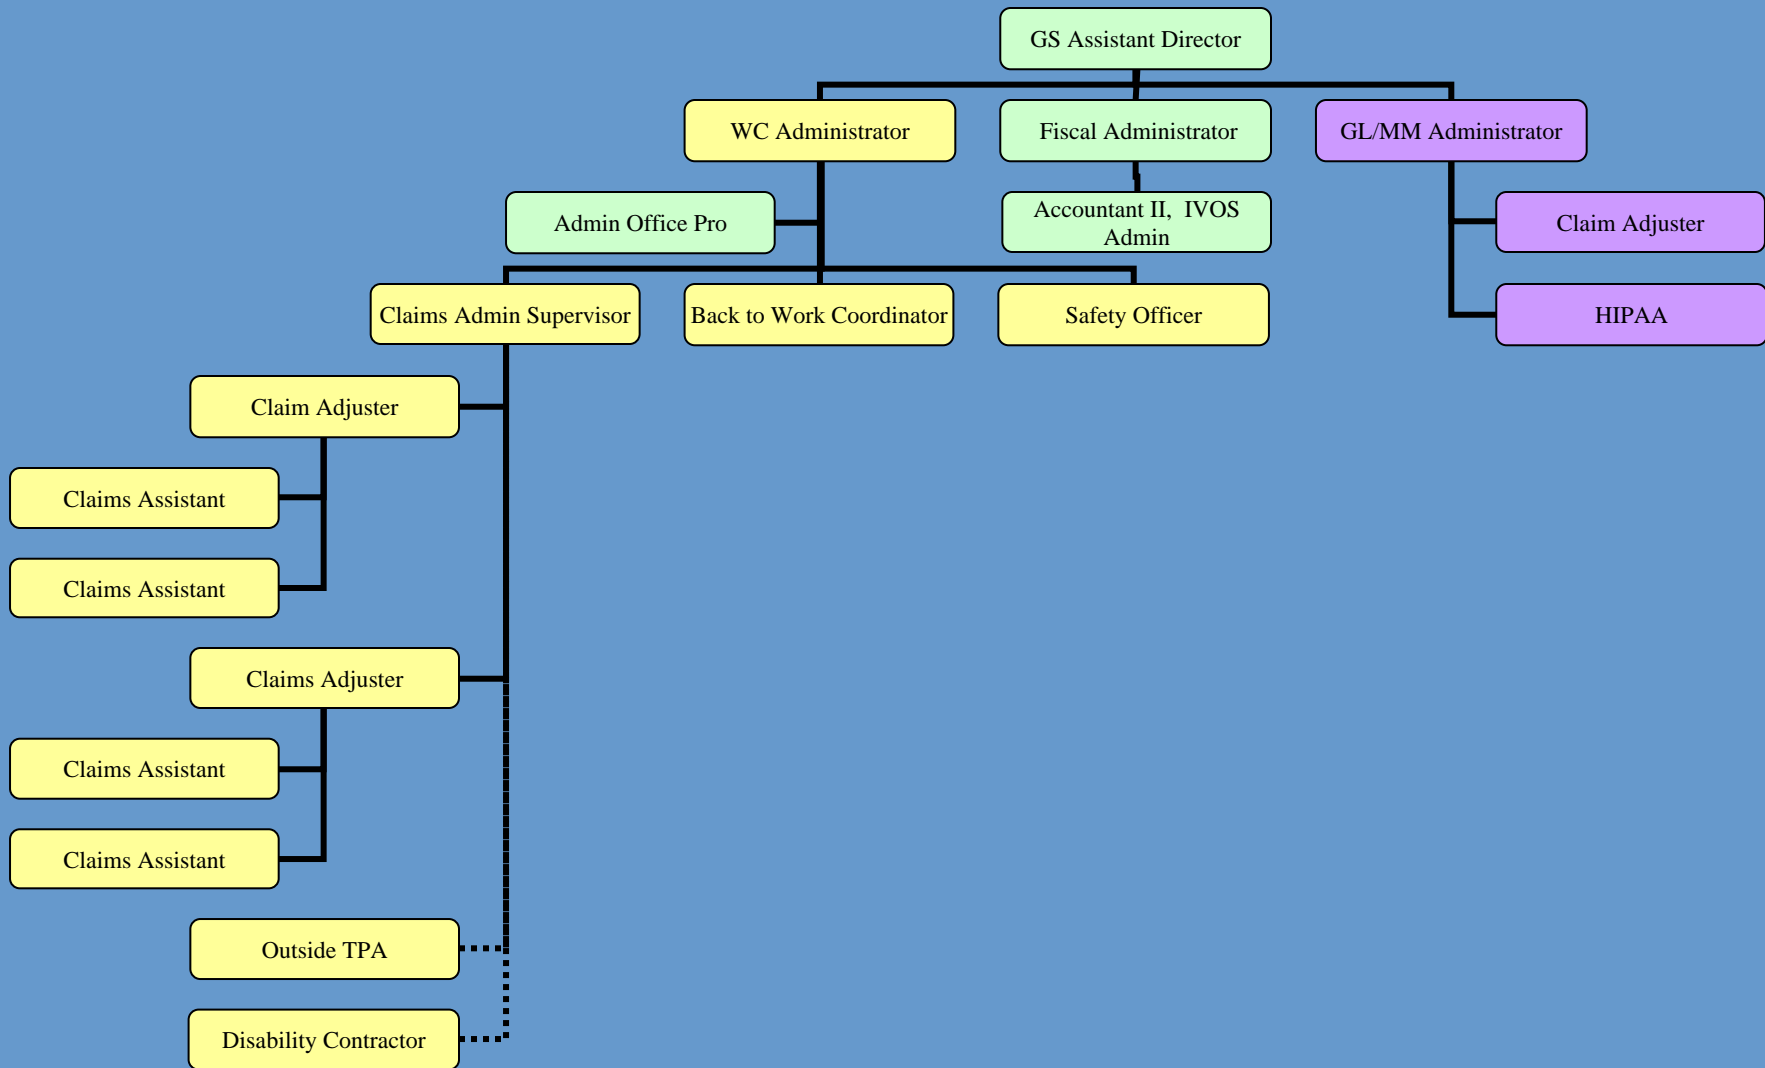 GS Assistant Director
WC Administrator
Fiscal Administrator
GL/MM Administrator
Admin Office Pro
Accountant II, IVOS
Admin
Claim Adjuster
Claims Admin Supervisor
Back to Work Coordinator
Safety Officer
HIPAA
Claim Adjuster
Claims Assistant
Claims Assistant
Claims Adjuster
Claims Assistant
Claims Assistant
Outside TPA
Disability Contractor